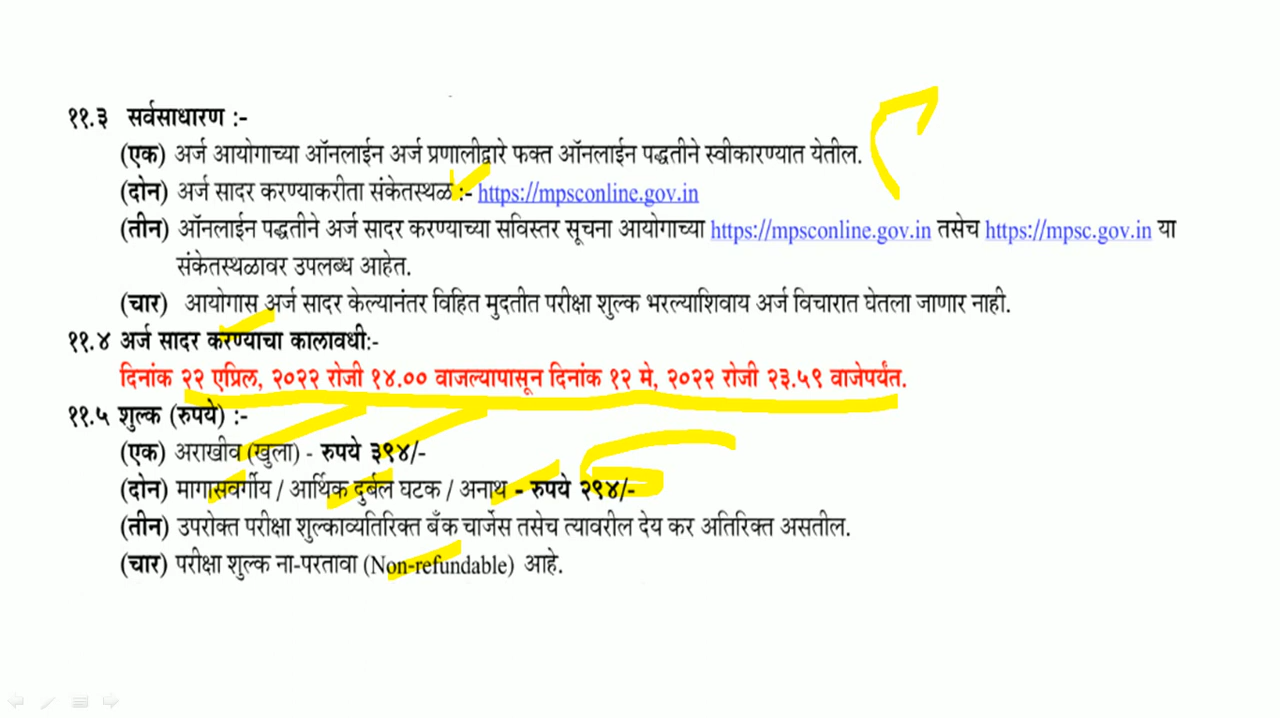 ११.३ सर्वसाधारण :-
(एक) अर्ज आयोगाच्या ऑनलाईन अर्ज प्रणालीद्वारे फक्त ऑनलाईन पद्धतीने स्वीकारण्यात येतील.
(दोन) अर्ज सादर करण्याकरीता संकेतस्थळ :- https://mpsconline.gov.in
(तीन) ऑनलाईन पद्धतीने अर्ज सादर करण्याच्या सविस्तर सूचना आयोगाच्या https://mpsconline.gov.in तसेच https://mpsc.gov.in या
संकेतस्थळावर उपलब्ध आहेत.
(चार) आयोगास अर्ज सादर केल्यानंतर विहित मुदतीत परीक्षा शुल्क भरल्याशिवाय अर्ज विचारात घेतला जाणार नाही.
११.४ अर्ज सादर करण्याचा कालावधी:-
दिनांक २२ एप्रिल, २०२२ रोजी १४.०० वाजल्यापासून दिनांक १२ मे, २०२२ रोजी २३.५९ वाजेपर्यंत.
११.५ शुल्क (रुपये) :-
(एक) अराखीव (खुला) - रुपये ३९४/-
(दोन) मागासवर्गीय / आर्थिक दुर्बल घटक / अनाथ - रुपये २९४/-
(तीन) उपरोक्त परीक्षा शुल्काव्यतिरिक्त बँक चार्जेस तसेच त्यावरील देय कर अतिरिक्त असतील.
(चार) परीक्षा शुल्क ना-परतावा (Non-refundable) आहे.